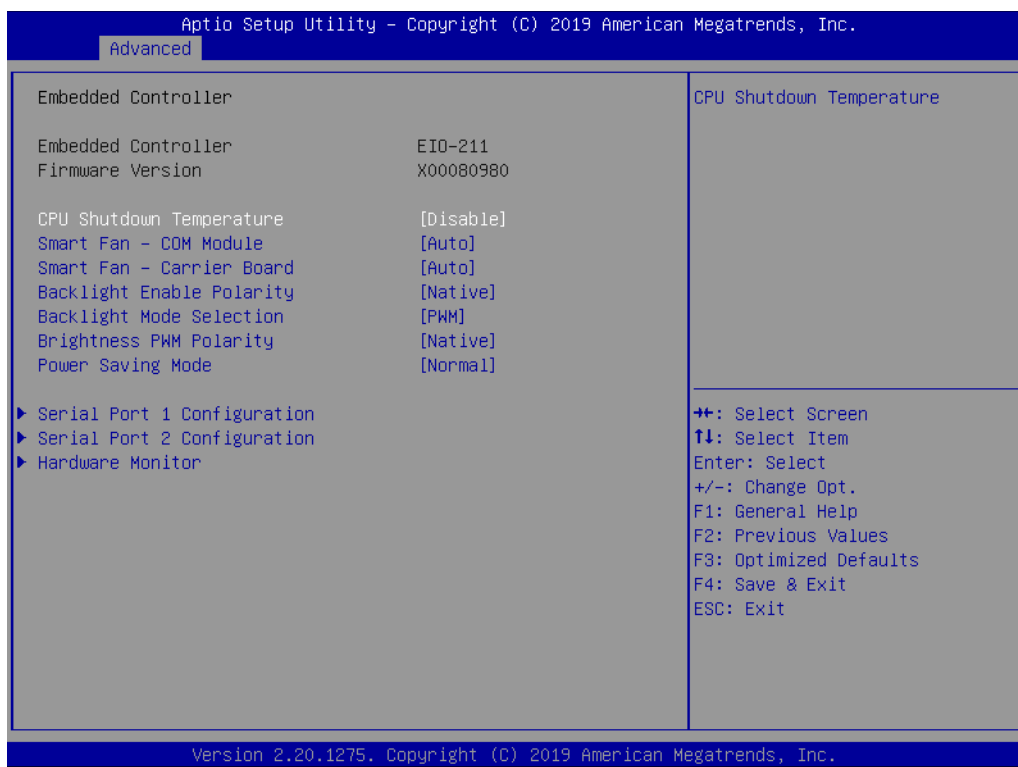 Aptio Setup Utility – Copyright (C) 2019 American Megatrends, Inc.
Advanced
Embedded Controller
Embedded Controller EIO-211
Firmware Version X00080980
CPU Shutdown Temperature [Disable]
Smart Fan – COM Module [Auto]
Smart Fan – Carrier Board [Auto]
Backlight Enable Polarity [Native]
Backlight Mode Selection [PWM]
Brightness PWM Polarity [Native]
Power Saving Mode [Normal]
▶ Serial Port 1 Configuration
▶ Serial Port 2 Configuration
▶ Hardware Monitor
CPU Shutdown Temperature
→←: Select Screen
↑↓: Select Item
Enter: Select
+/-: Change Opt.
F1: General Help
F2: Previous Values
F3: Optimized Defaults
F4: Save & Exit
ESC: Exit
Version 2.20.1275. Copyright (C) 2019 American Megatrends, Inc.